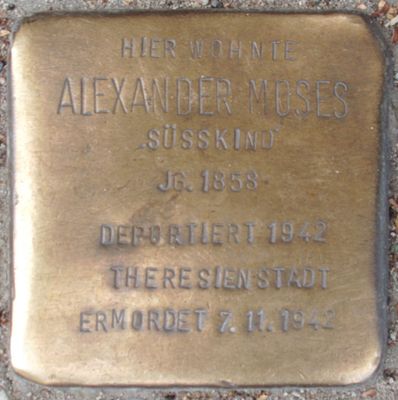 HIER WOHNTE
ALEXANDER MOSES
SÜSSKIND
JG. 1858
DEPORTIERT 1942
THERESIENSTADT
ERMORDET 7.11.1942